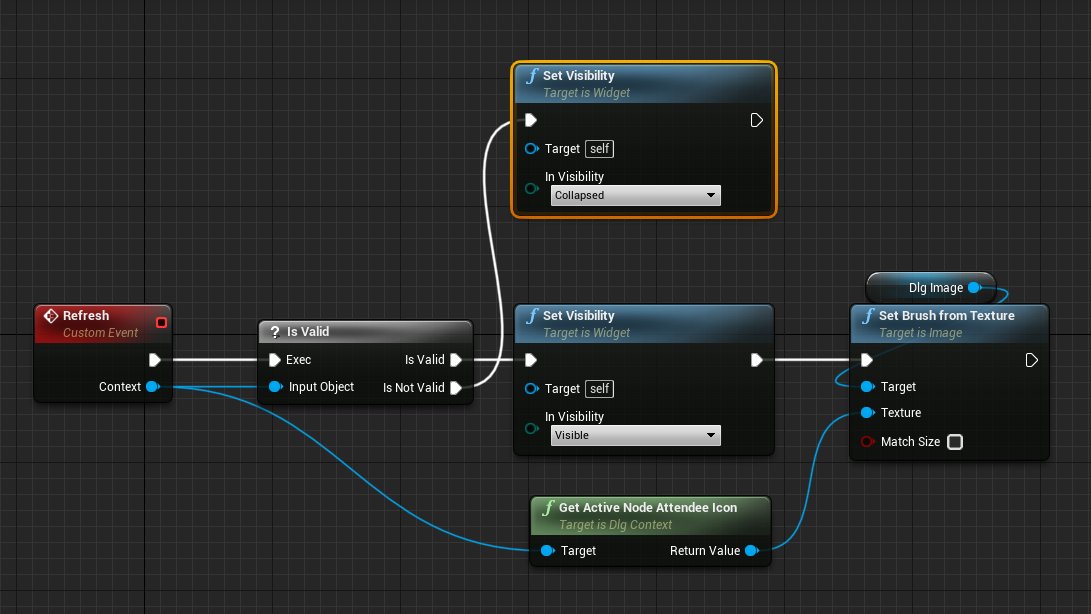 f Set Visibility
Target is Widget
Target self
In Visibility
Collapsed
Dlg Image
Refresh
Custom Event
Context
? Is Valid
Exec
Is Valid
Input Object
Is Not Valid
f Set Visibility
Target is Widget
Target self
In Visibility
Visible
f Set Brush from Texture
Target is Image
Target
Texture
Match Size
f Get Active Node Attendee Icon
Target is Dlg Context
Target
Return Value